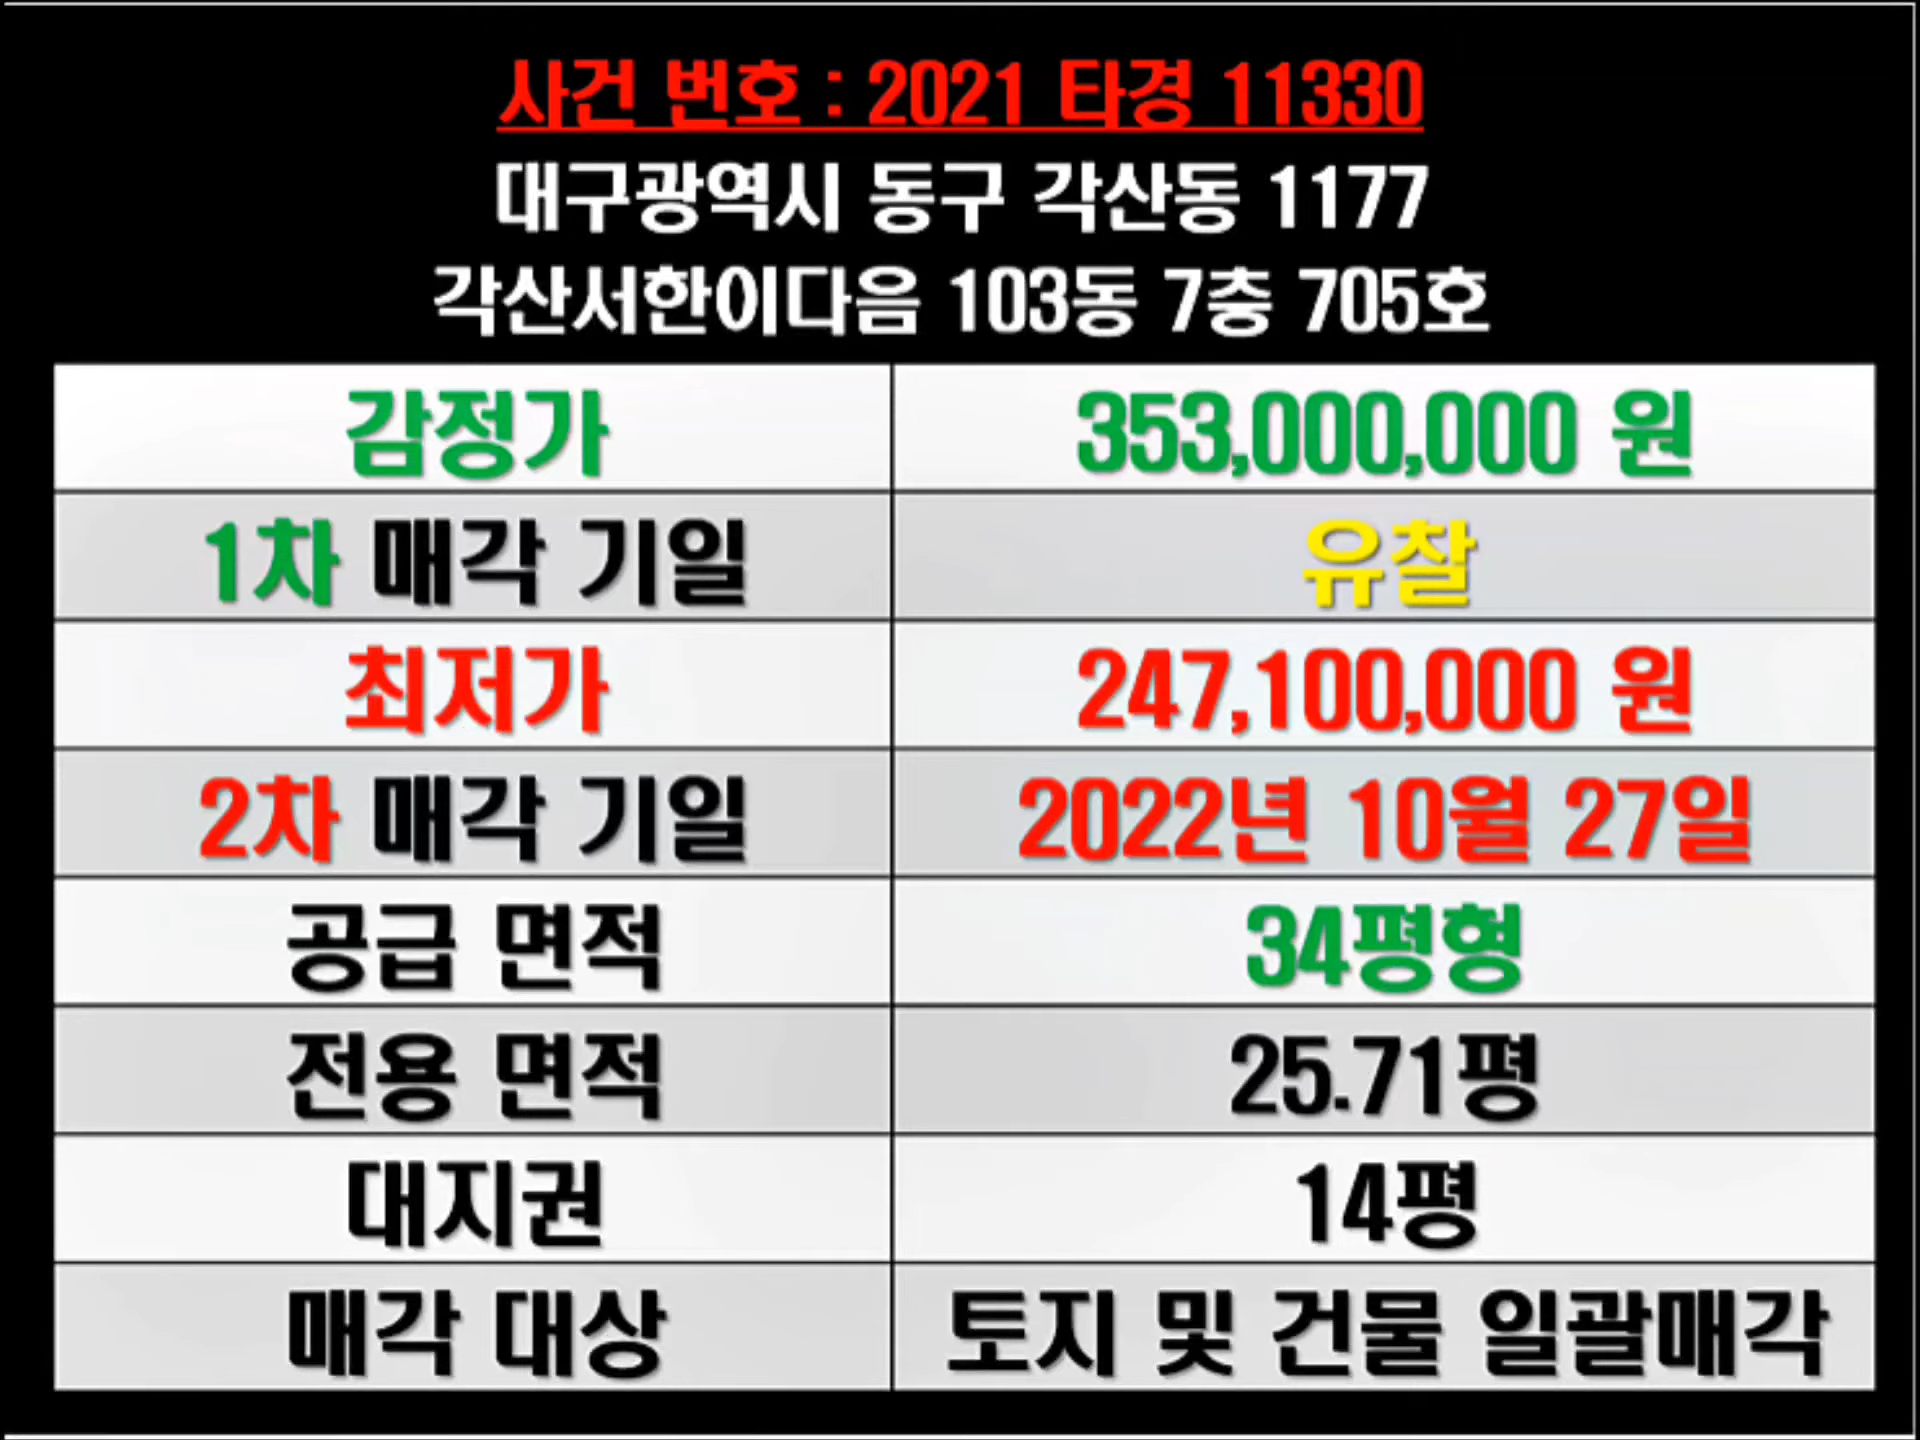 사건 번호 : 2021 타경 11330
대구광역시 동구 각산동 1177
각산서한이다음 103동 7층 705호
감정가 353,000,000 원
1차 매각 기일 유찰
최저가 247,100,000 원
2차 매각 기일 2022년 10월 27일
공급 면적 34평형
전용 면적 25.71평
대지권 14평
매각 대상 토지 및 건물 일괄매각